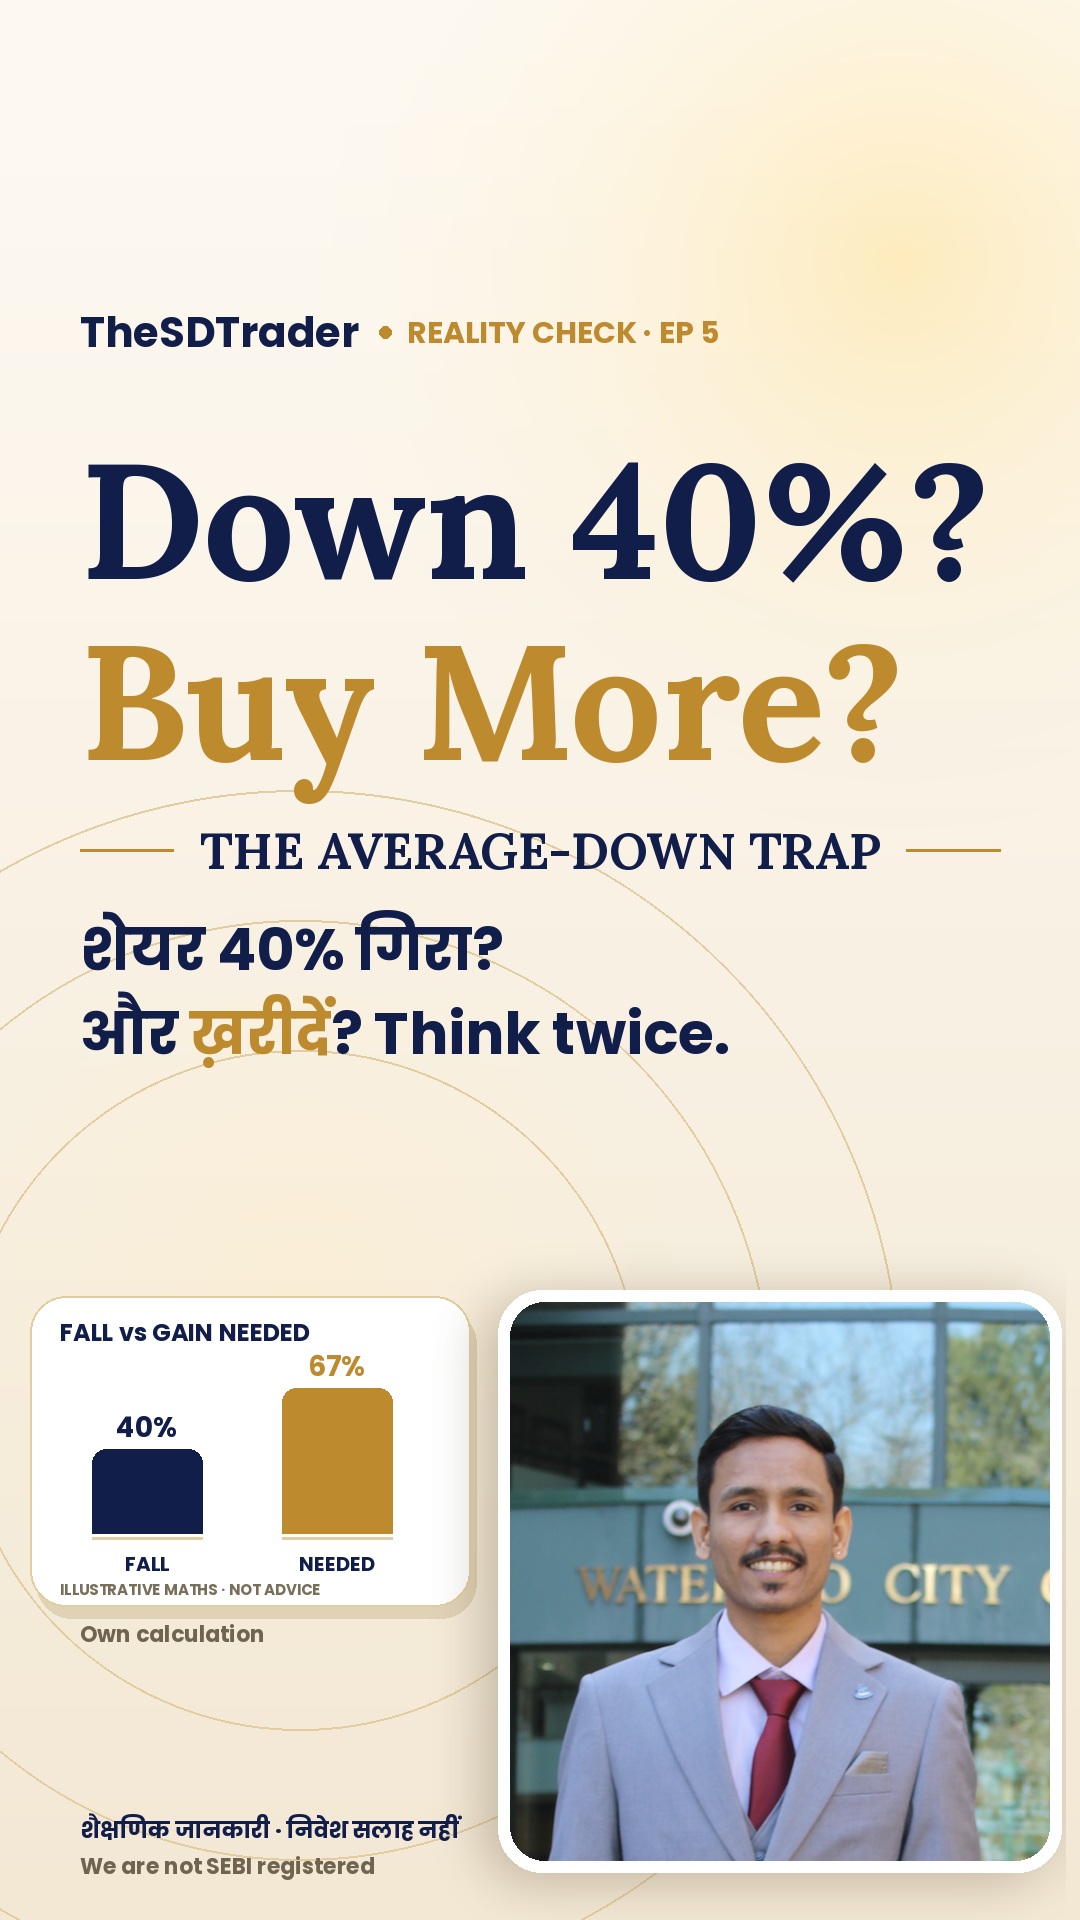 TheSDTrader • REALITY CHECK · EP 5
Down 40%?
Buy More?
THE AVERAGE-DOWN TRAP
शेयर 40% गिरा?
और ख़रीदें? Think twice.
FALL vs GAIN NEEDED
67%
40%
FALL NEEDED
ILLUSTRATIVE MATHS · NOT ADVICE
Own calculation
CITY
शैक्षणिक जानकारी · निवेश सलाह नहीं
We are not SEBI registered